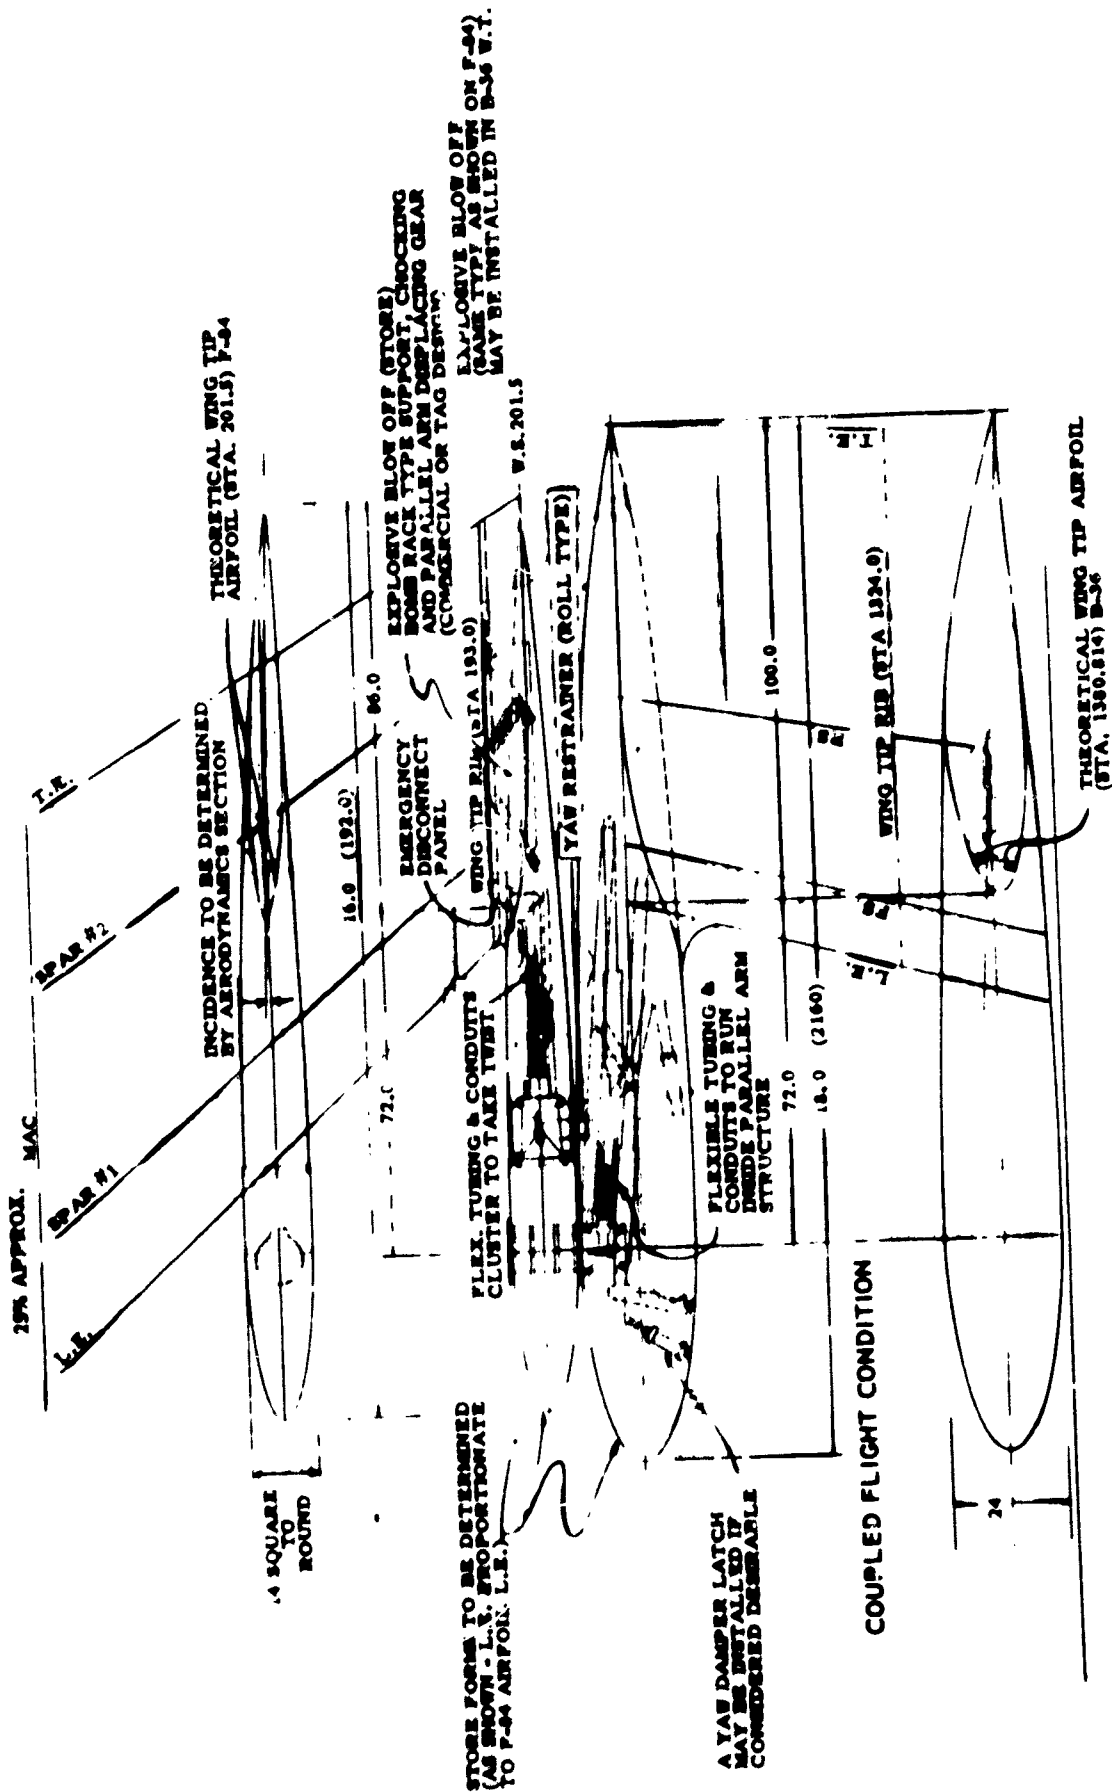 25% APPROX. MAC
L.E.
SPAR #1
SPAR #2
T.E.
INCIDENCE TO BE DETERMINED
BY AERODYNAMICS SECTION
THEORETICAL WING TIP
AIRFOIL (STA. 201.5) F-84
SQUARE
TO
ROUND
16.0 (192.0)
86.0
EXPLOSIVE BLOW OFF (STORE)
BOMB RACK TYPE SUPPORT, CHOCKING
AND PARALLEL ARM DISPLACING GEAR
(COMMERCIAL OR TAG DESIGN)
EMERGENCY
DISCONNECT
PANEL
EXPLOSIVE BLOW OFF
(SAME TYPE AS SHOWN ON F-84)
MAY BE INSTALLED IN B-36 W.T.
STORE FORM TO BE DETERMINED
(AS SHOWN - L.E. PROPORTIONATE
TO F-84 AIRFOIL L.E.)
FLEX. TUBING & CONDUITS
CLUSTER TO TAKE TWIST
WING TIP RIB (STA 193.0)
W.S. 201.5
YAW RESTRAINER (ROLL TYPE)
A YAW DAMPER LATCH
MAY BE INSTALLED IF
CONSIDERED DESIRABLE
FLEXIBLE TUBING &
CONDUITS TO RUN
INSIDE PARALLEL ARM
STRUCTURE
72.0
100.0
18.0 (2160)
L.E.
FS
RS
T.E.
WING TIP RIB (STA 1324.0)
COUPLED FLIGHT CONDITION
24
THEORETICAL WING TIP AIRFOIL
(STA. 1380.814) B-36